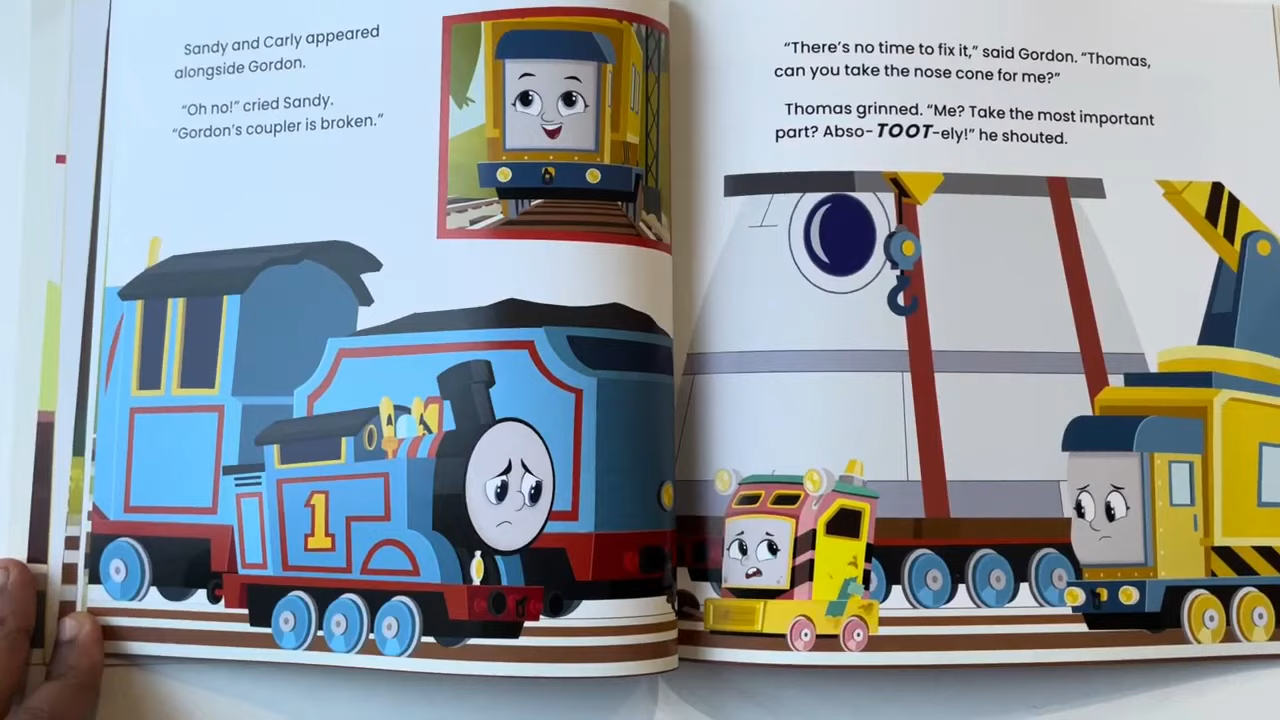 Sandy and Carly appeared
alongside Gordon.
"Oh no!" cried Sandy.
"Gordon's coupler is broken."
"There's no time to fix it," said Gordon. "Thomas,
can you take the nose cone for me?"
Thomas grinned. "Me? Take the most important
part? Abso-TOOT-ely!" he shouted.
1